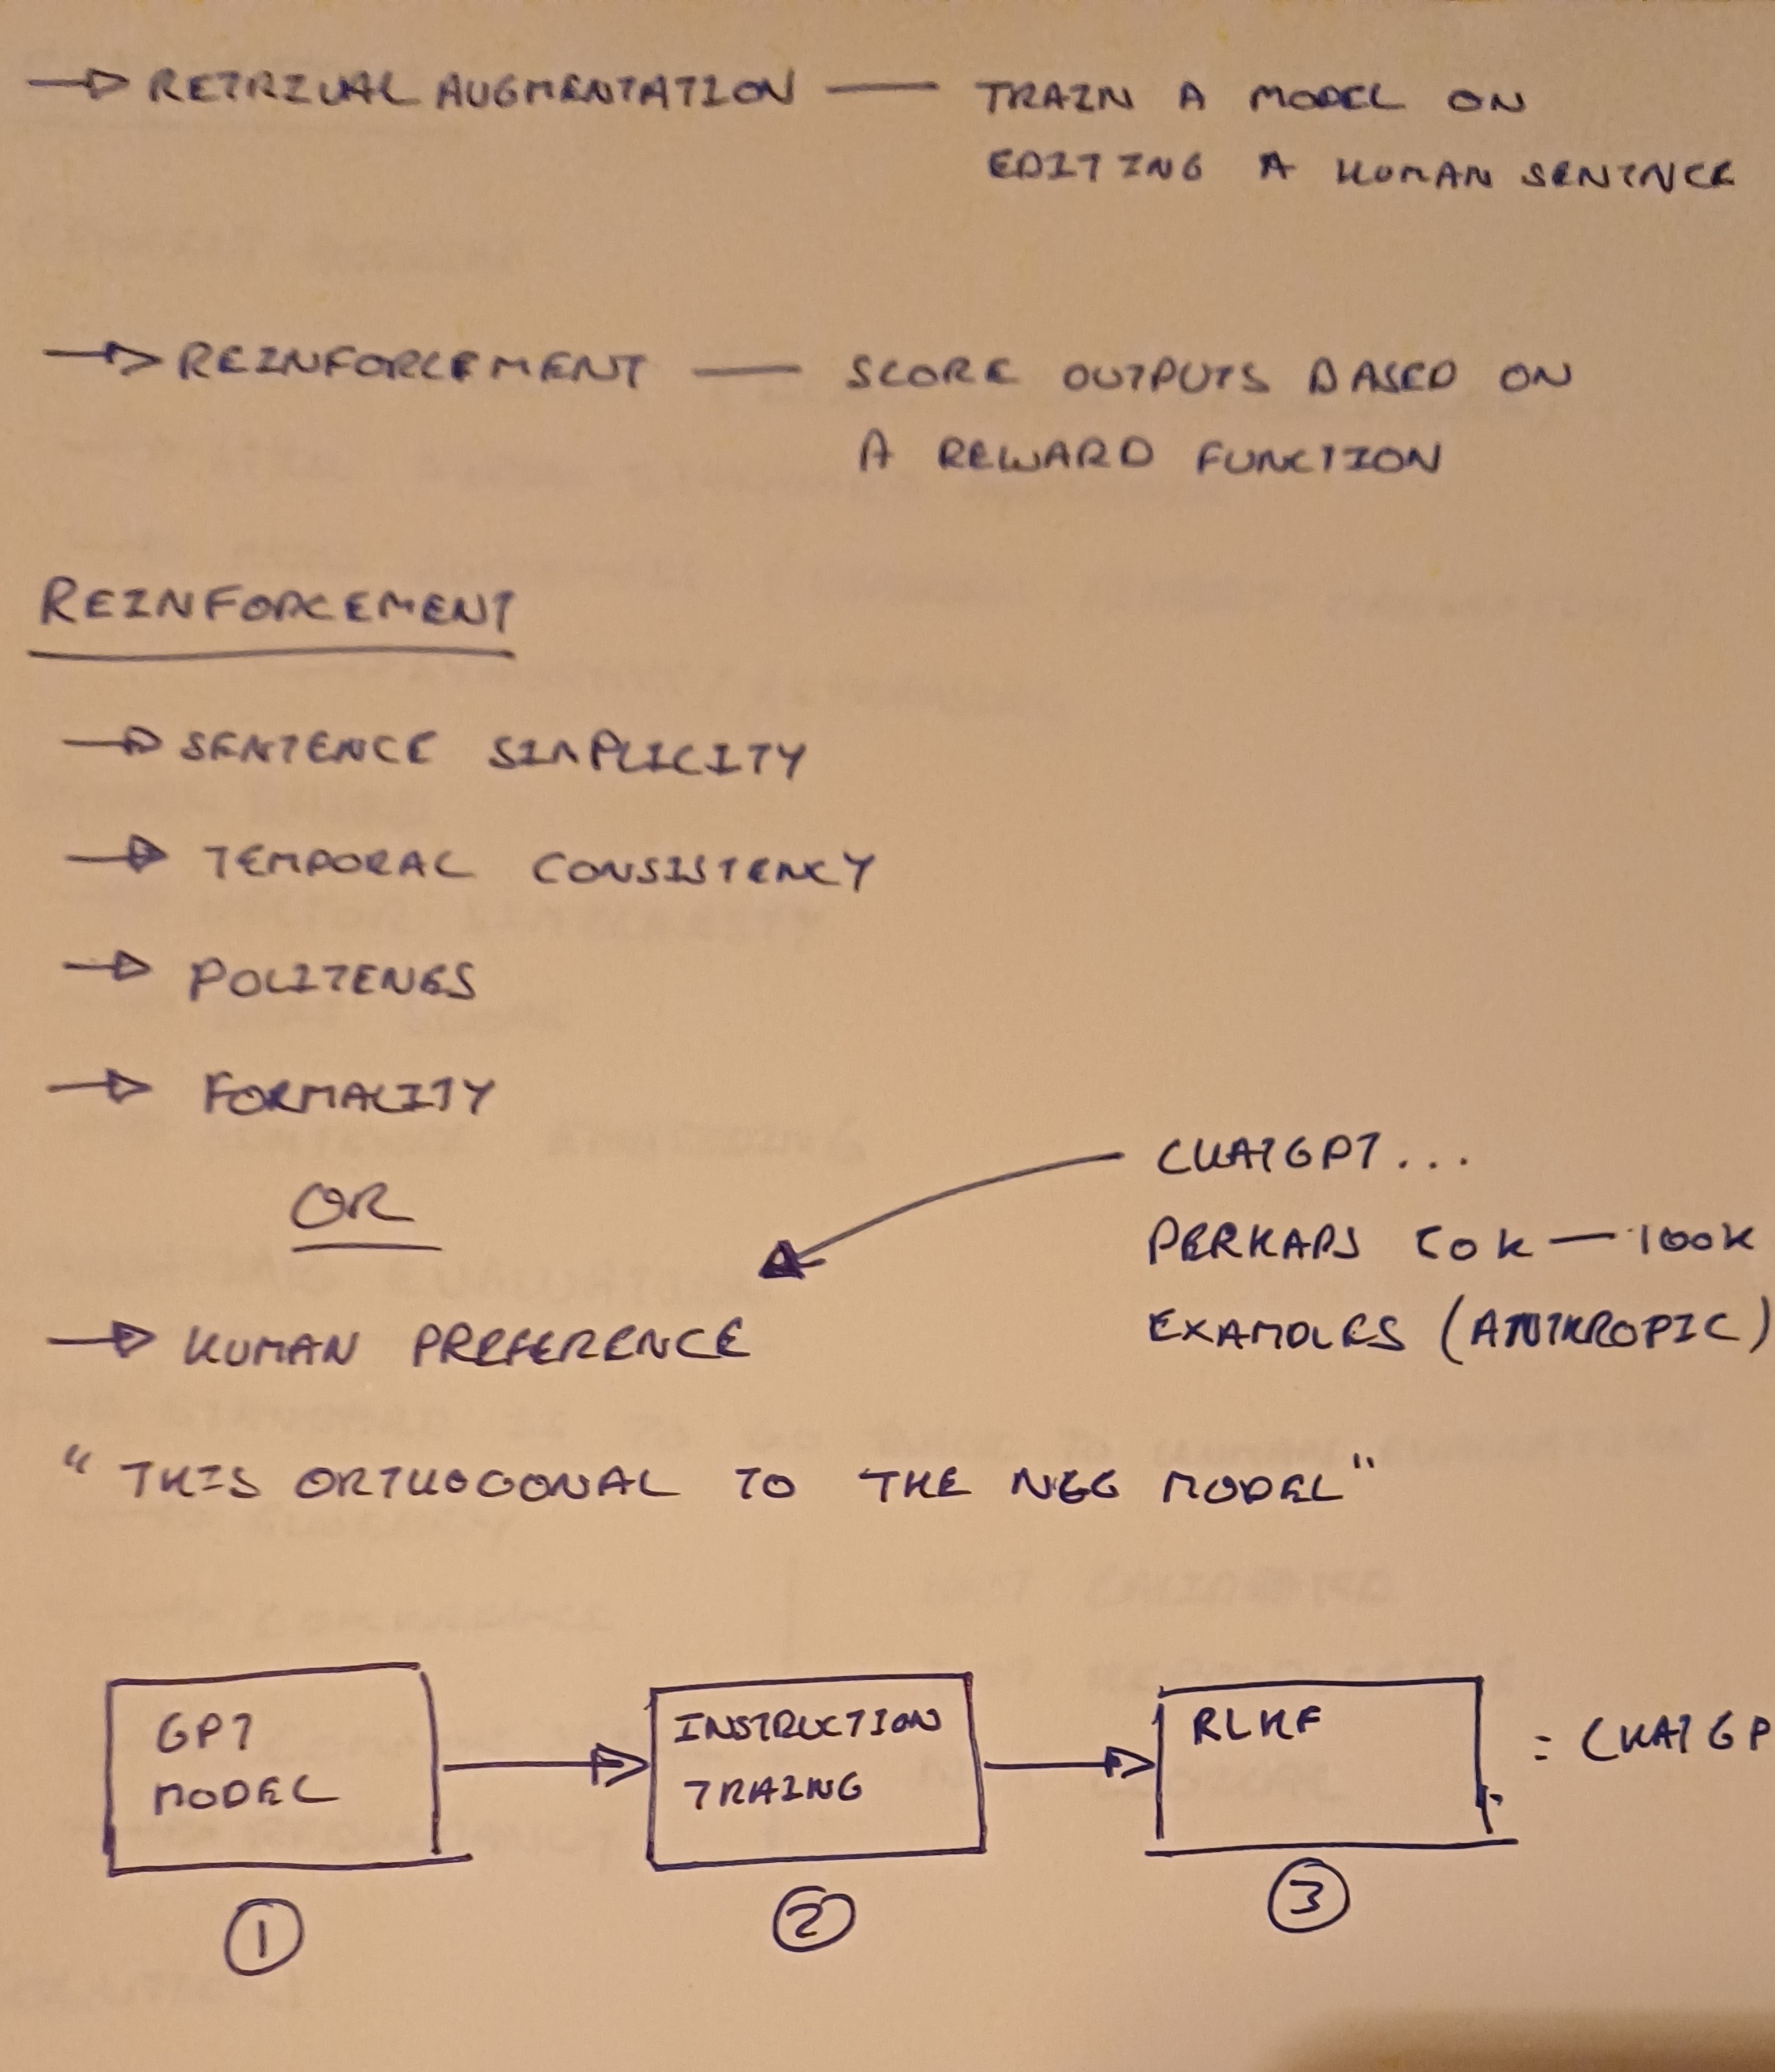 → RETRIVAL AUGMENTATION — TRAIN A MODEL ON
EDITING A HUMAN SENTNCE
→ REINFORCEMENT — SCORE OUTPUTS BASED ON
A REWARD FUNCTION
REINFORCEMENT
→ SENTENCE SIMPLICITY
→ TEMPORAL CONSISTENCY
→ POLITENESS
→ FORMALITY
OR
→ HUMAN PREFERENCE
CHATGPT...
PERHAPS 50K — 100K
EXAMPLES (ANTHROPIC)
"THIS ORTHOGONAL TO THE MODEL"
GPT
MODEL
1
INSTRUCTION
TRAING
2
RLHF
3
= CHATGP